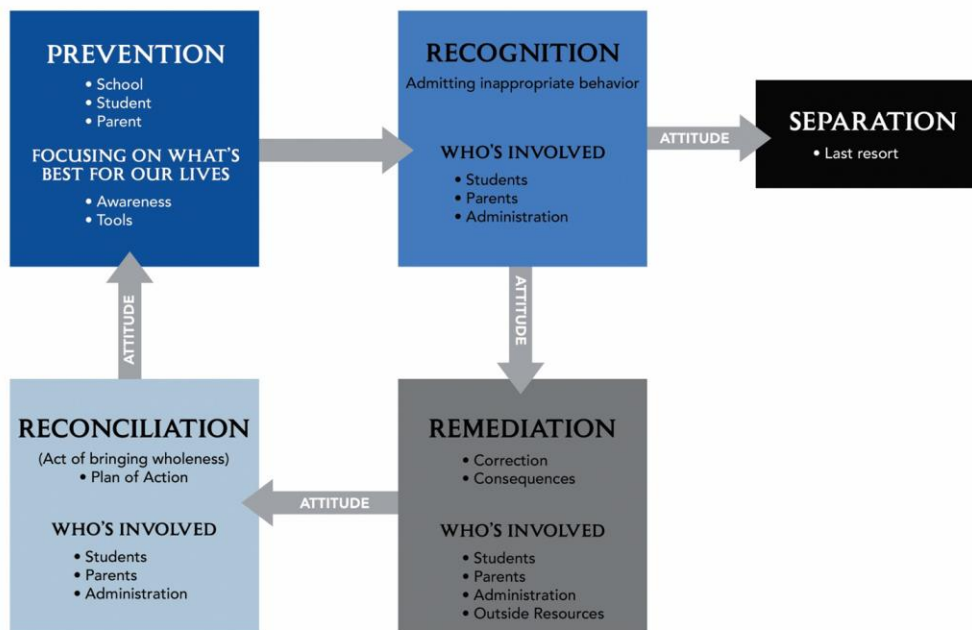 PREVENTION
• School
• Student
• Parent
FOCUSING ON WHAT'S
BEST FOR OUR LIVES
• Awareness
• Tools
RECOGNITION
Admitting inappropriate behavior
WHO'S INVOLVED
• Students
• Parents
• Administration
ATTITUDE
SEPARATION
• Last resort
ATTITUDE
ATTITUDE
RECONCILIATION
(Act of bringing wholeness)
• Plan of Action
WHO'S INVOLVED
• Students
• Parents
• Administration
ATTITUDE
REMEDIATION
• Correction
• Consequences
WHO'S INVOLVED
• Students
• Parents
• Administration
• Outside Resources